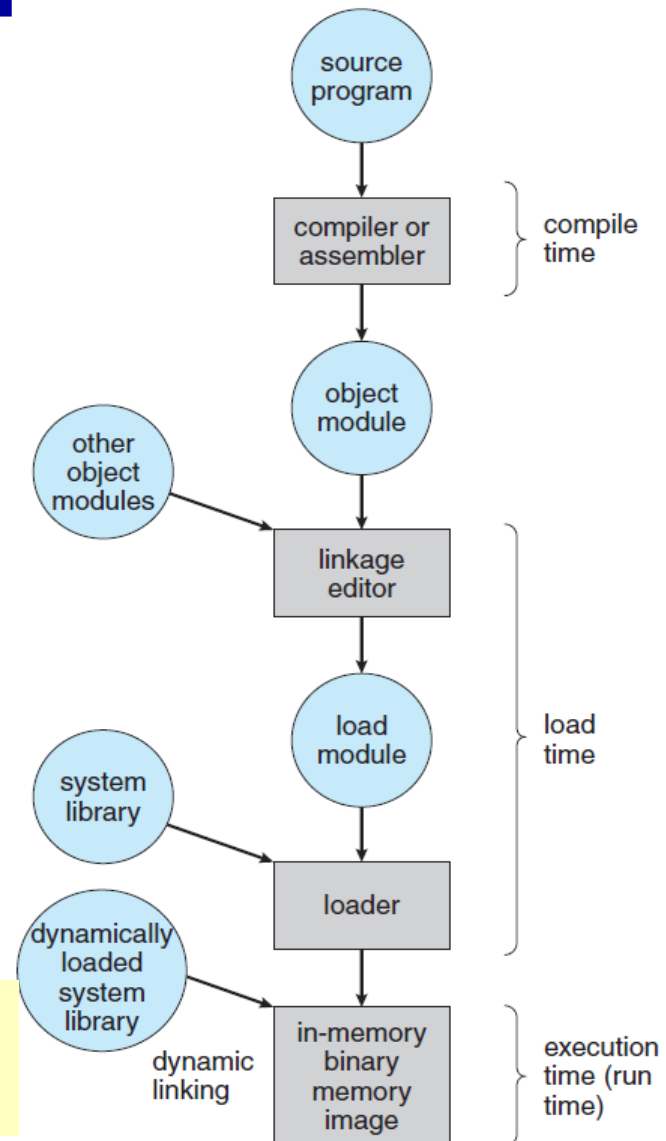 source
program
compiler or
assembler
compile
time
object
module
other
object
modules
linkage
editor
load
module
load
time
system
library
loader
dynamically
loaded
system
library
dynamic
linking
in-memory
binary
memory
image
execution
time (run
time)